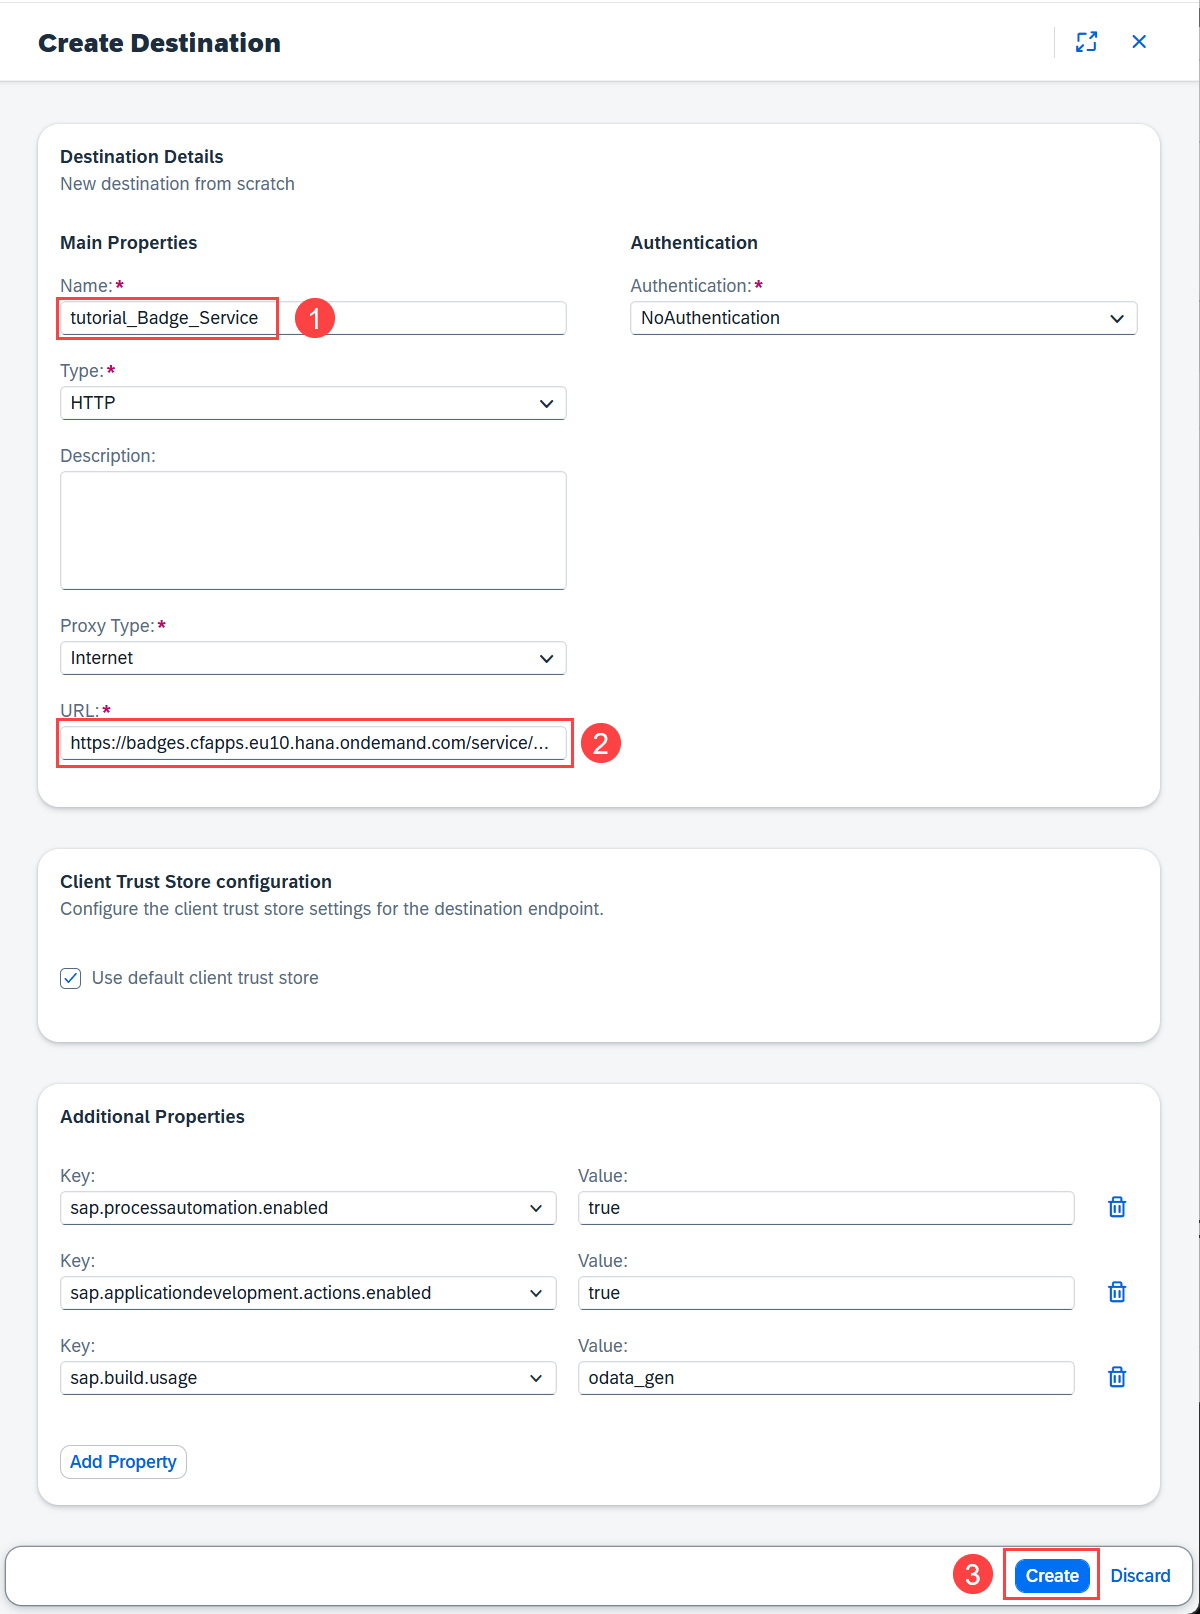 Create Destination
Destination Details
New destination from scratch
Main Properties
Authentication
Name:*
Authentication:*
tutorial_Badge_Service
1
NoAuthentication
Type:*
HTTP
Description:
Proxy Type:*
Internet
URL:*
https://badges.cfapps.eu10.hana.ondemand.com/service/...
2
Client Trust Store configuration
Configure the client trust store settings for the destination endpoint.
Use default client trust store
Additional Properties
Key:
Value:
sap.processautomation.enabled
true
Key:
Value:
sap.applicationdevelopment.actions.enabled
true
Key:
Value:
sap.build.usage
odata_gen
Add Property
3
Create
Discard